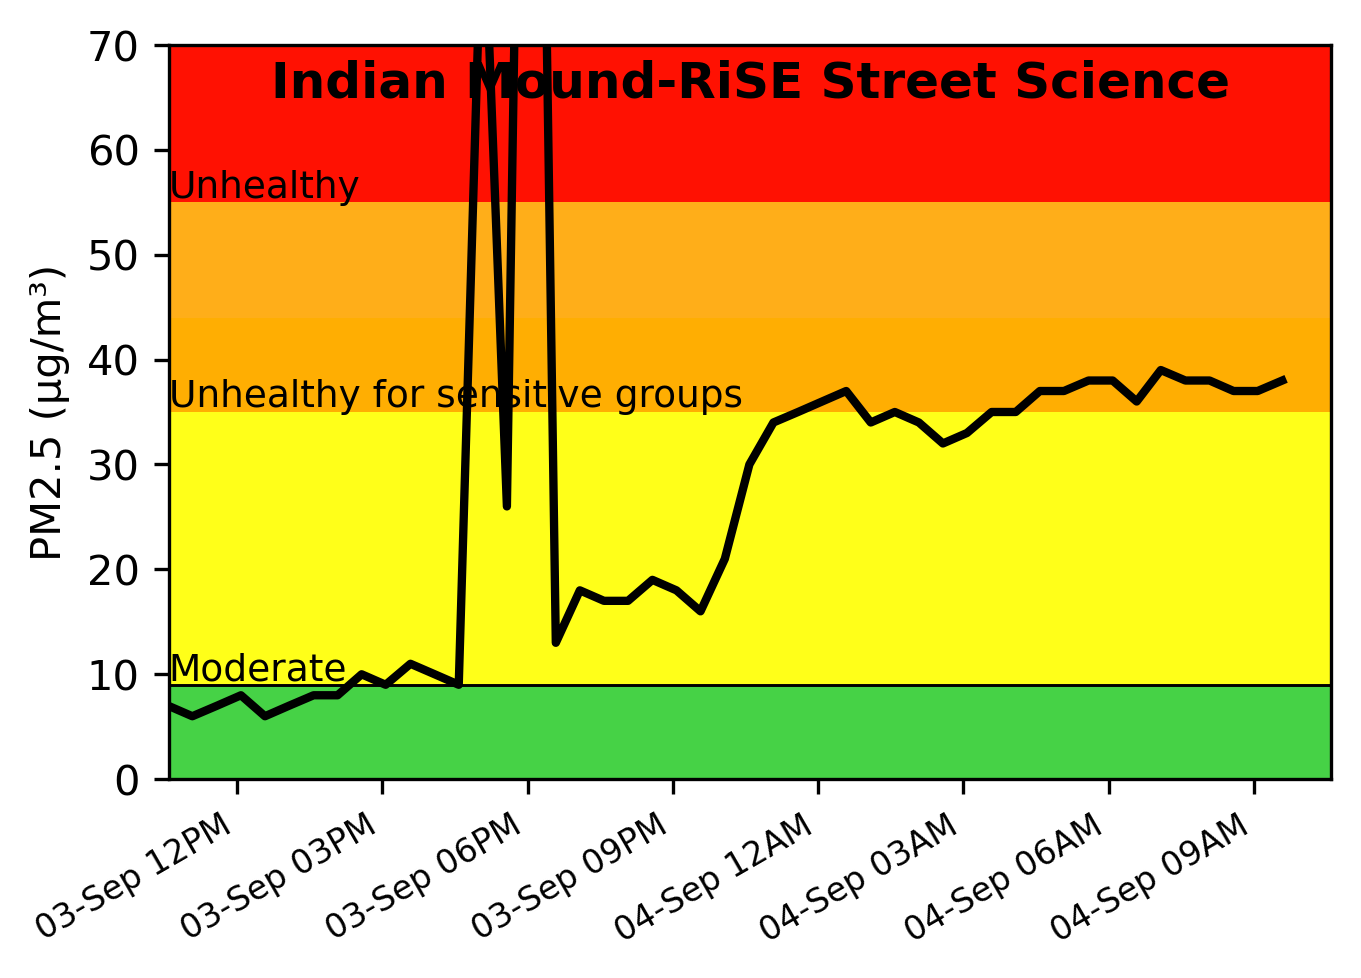 Indian Mound-RiSE Street Science
PM2.5 (µg/m³)
70
60
50
40
30
20
10
0
Unhealthy
Unhealthy for sensitive groups
Moderate
03-Sep 12PM
03-Sep 03PM
03-Sep 06PM
03-Sep 09PM
04-Sep 12AM
04-Sep 03AM
04-Sep 06AM
04-Sep 09AM